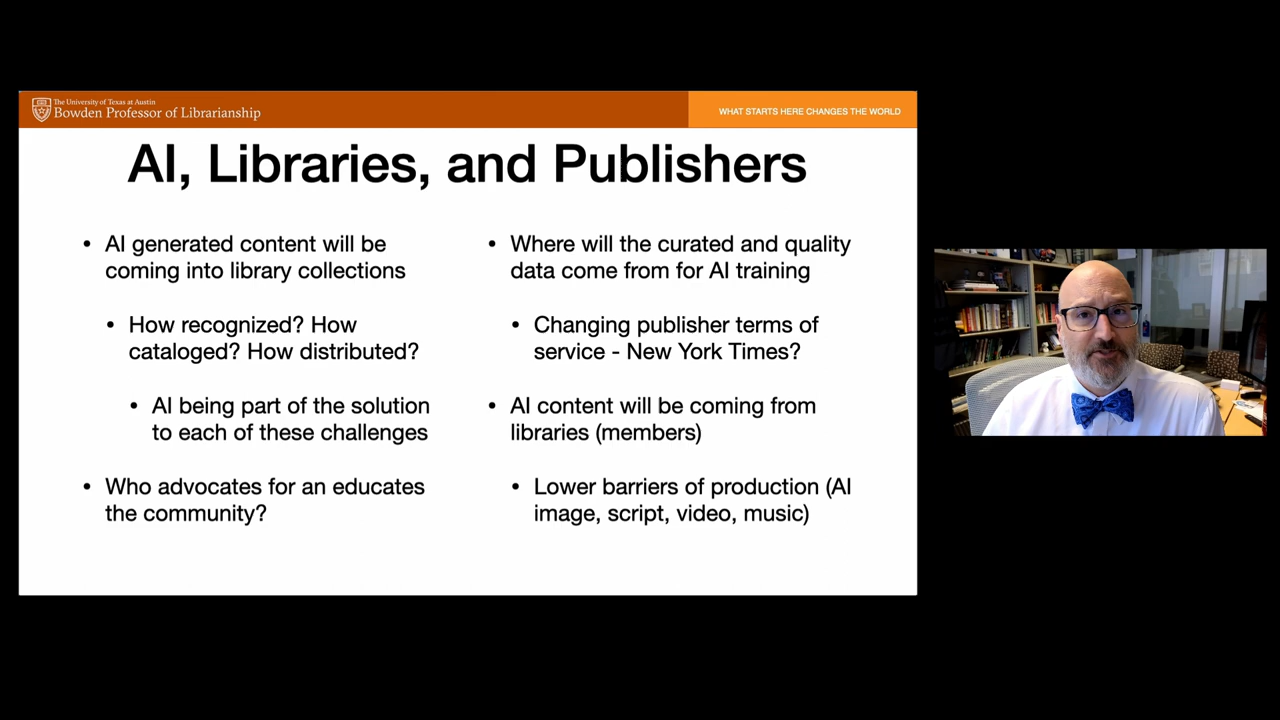 The University of Texas at Austin
Bowden Professor of Librarianship
WHAT STARTS HERE CHANGES THE WORLD
AI, Libraries, and Publishers
• AI generated content will be
coming into library collections
• How recognized? How
cataloged? How distributed?
• AI being part of the solution
to each of these challenges
• Who advocates for an educates
the community?
• Where will the curated and quality
data come from for AI training
• Changing publisher terms of
service - New York Times?
• AI content will be coming from
libraries (members)
• Lower barriers of production (AI
image, script, video, music)